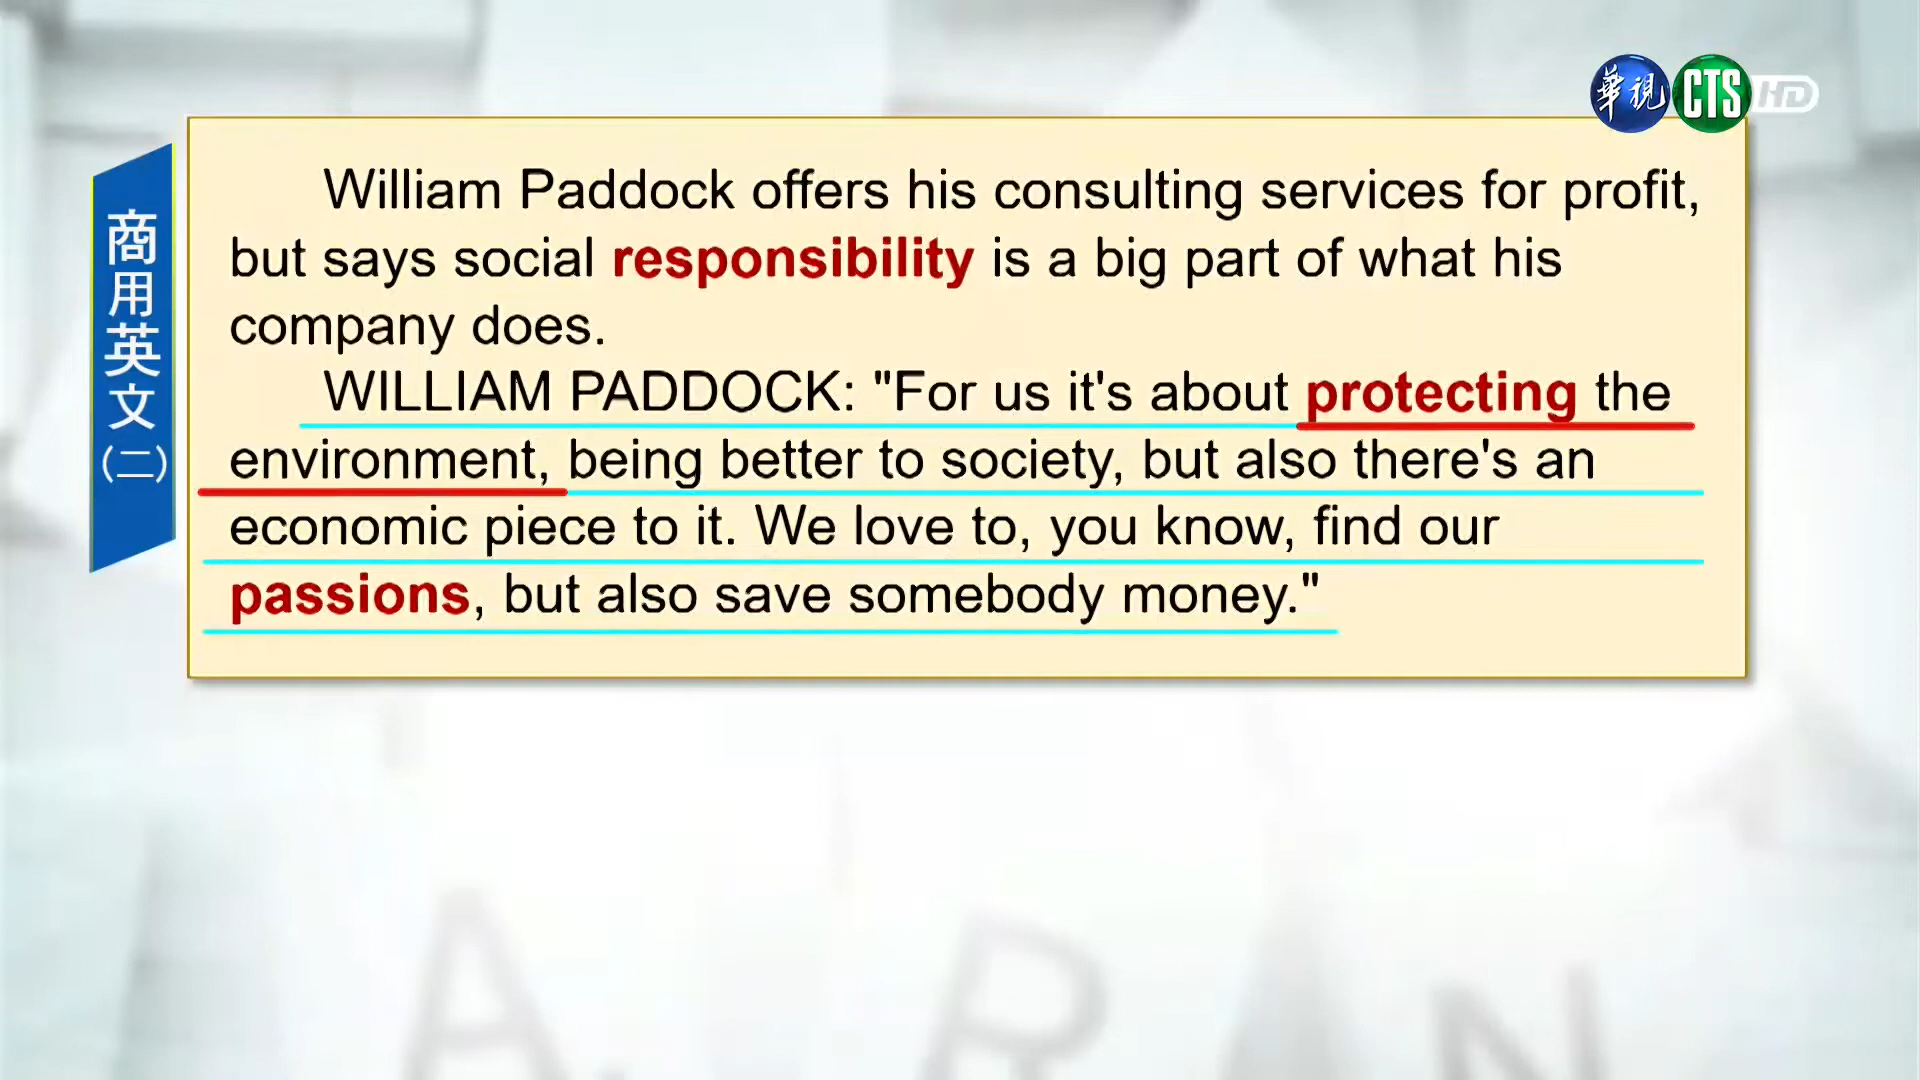 華視 CTS HD
商用英文(二)
William Paddock offers his consulting services for profit,
but says social responsibility is a big part of what his
company does.
WILLIAM PADDOCK: "For us it's about protecting the
environment, being better to society, but also there's an
economic piece to it. We love to, you know, find our
passions, but also save somebody money."
A R N